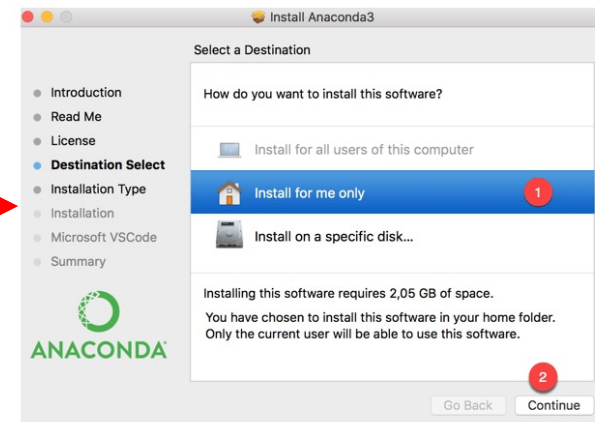 Install Anaconda3
Select a Destination
Introduction
Read Me
License
Destination Select
Installation Type
Installation
Microsoft VSCode
Summary
ANACONDA
How do you want to install this software?
Install for all users of this computer
Install for me only
1
Install on a specific disk...
Installing this software requires 2,05 GB of space.
You have chosen to install this software in your home folder.
Only the current user will be able to use this software.
2
Go Back
Continue